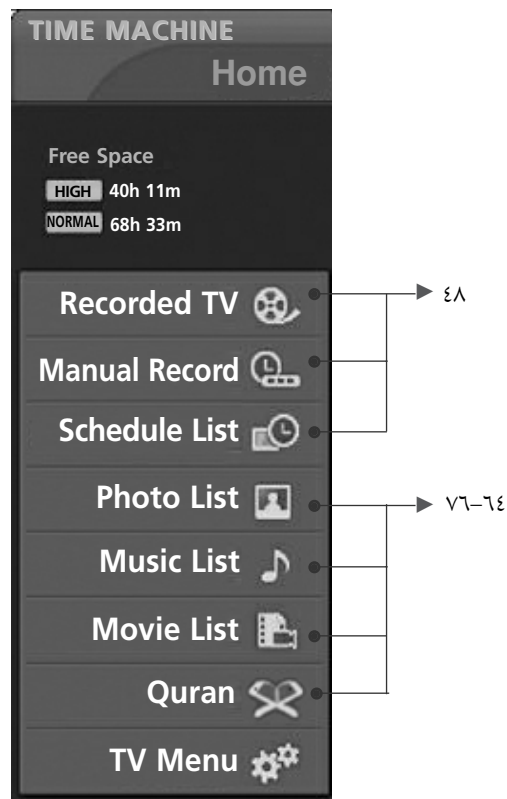 TIME MACHINE
Home
Free Space
HIGH 40h 11m
NORMAL 68h 33m
Recorded TV
٤٨
Manual Record
Schedule List
Photo List
٧٦-٦٤
Music List
Movie List
Quran
TV Menu